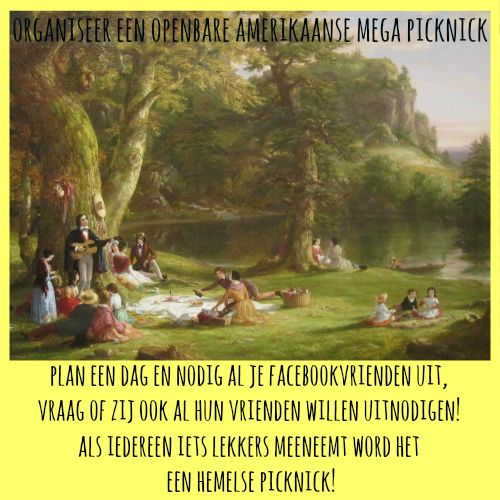 ORGANISEER EEN OPENBARE AMERIKAANSE MEGA PICKNICK
PLAN EEN DAG EN NODIG AL JE FACEBOOKVRIENDEN UIT,
VRAAG OF ZIJ OOK AL HUN VRIENDEN WILLEN UITNODIGEN!
ALS IEDEREEN IETS LEKKERS MEENEEMT WORD HET
EEN HEMELSE PICKNICK!